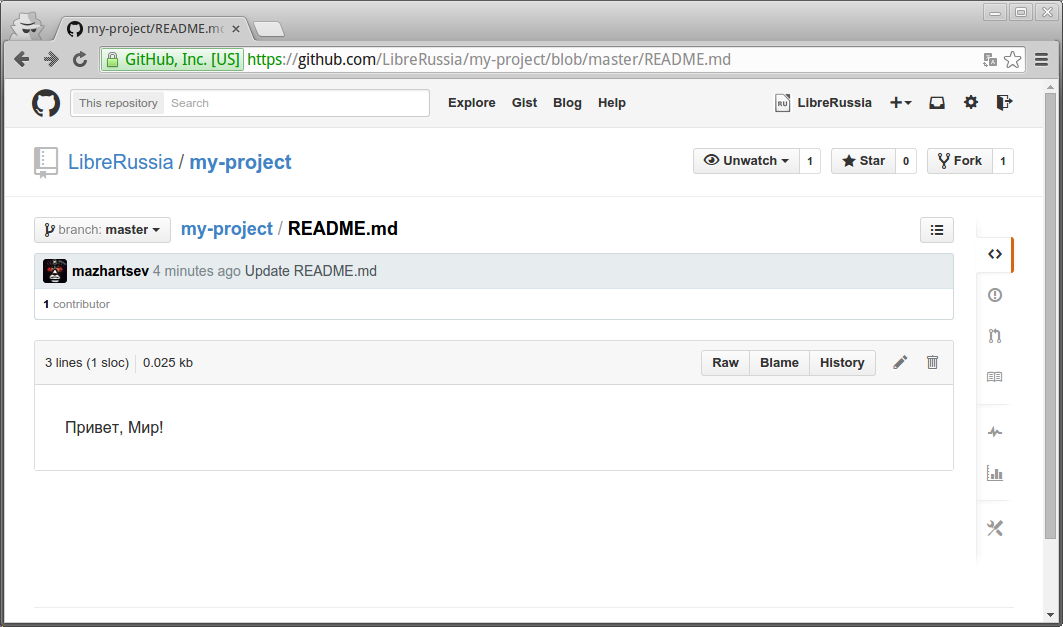 my-project/README.md
GitHub, Inc. [US] https://github.com/LibreRussia/my-project/blob/master/README.md
This repository Search Explore Gist Blog Help RU LibreRussia
LibreRussia / my-project Unwatch 1 Star 0 Fork 1
branch: master my-project / README.md
mazhartsev 4 minutes ago Update README.md
1 contributor
3 lines (1 sloc) 0.025 kb Raw Blame History
Привет, Мир!